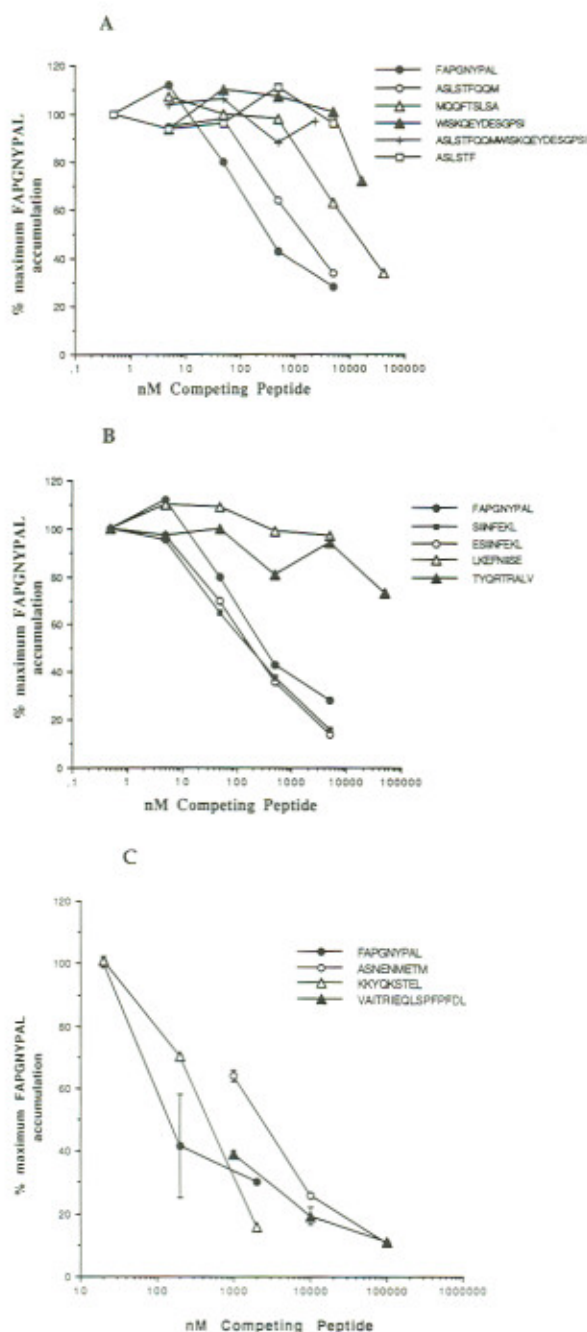 A
120
100
80
60
40
20
0
% maximum FAPGNYPAL
accumulation
.1
1
10
100
1000
10000
100000
nM Competing Peptide
FAPGNYPAL
ASLSTFQQM
MQQFTSLSA
WISKQEYDESGPSI
ASLSTFQQMWISKQEYDESGPSI
ASLSTF
B
120
100
80
60
40
20
0
% maximum FAPGNYPAL
accumulation
.1
1
10
100
1000
10000
100000
nM Competing Peptide
FAPGNYPAL
SIINFEKL
ESIINFEKL
LKEFNIISE
TYQRTRALV
C
120
100
80
60
40
20
0
% maximum FAPGNYPAL
accumulation
10
100
1000
10000
100000
1000000
nM Competing Peptide
FAPGNYPAL
ASNENMETM
KKYQKSTEL
VAITRIEQLSPFPFDL